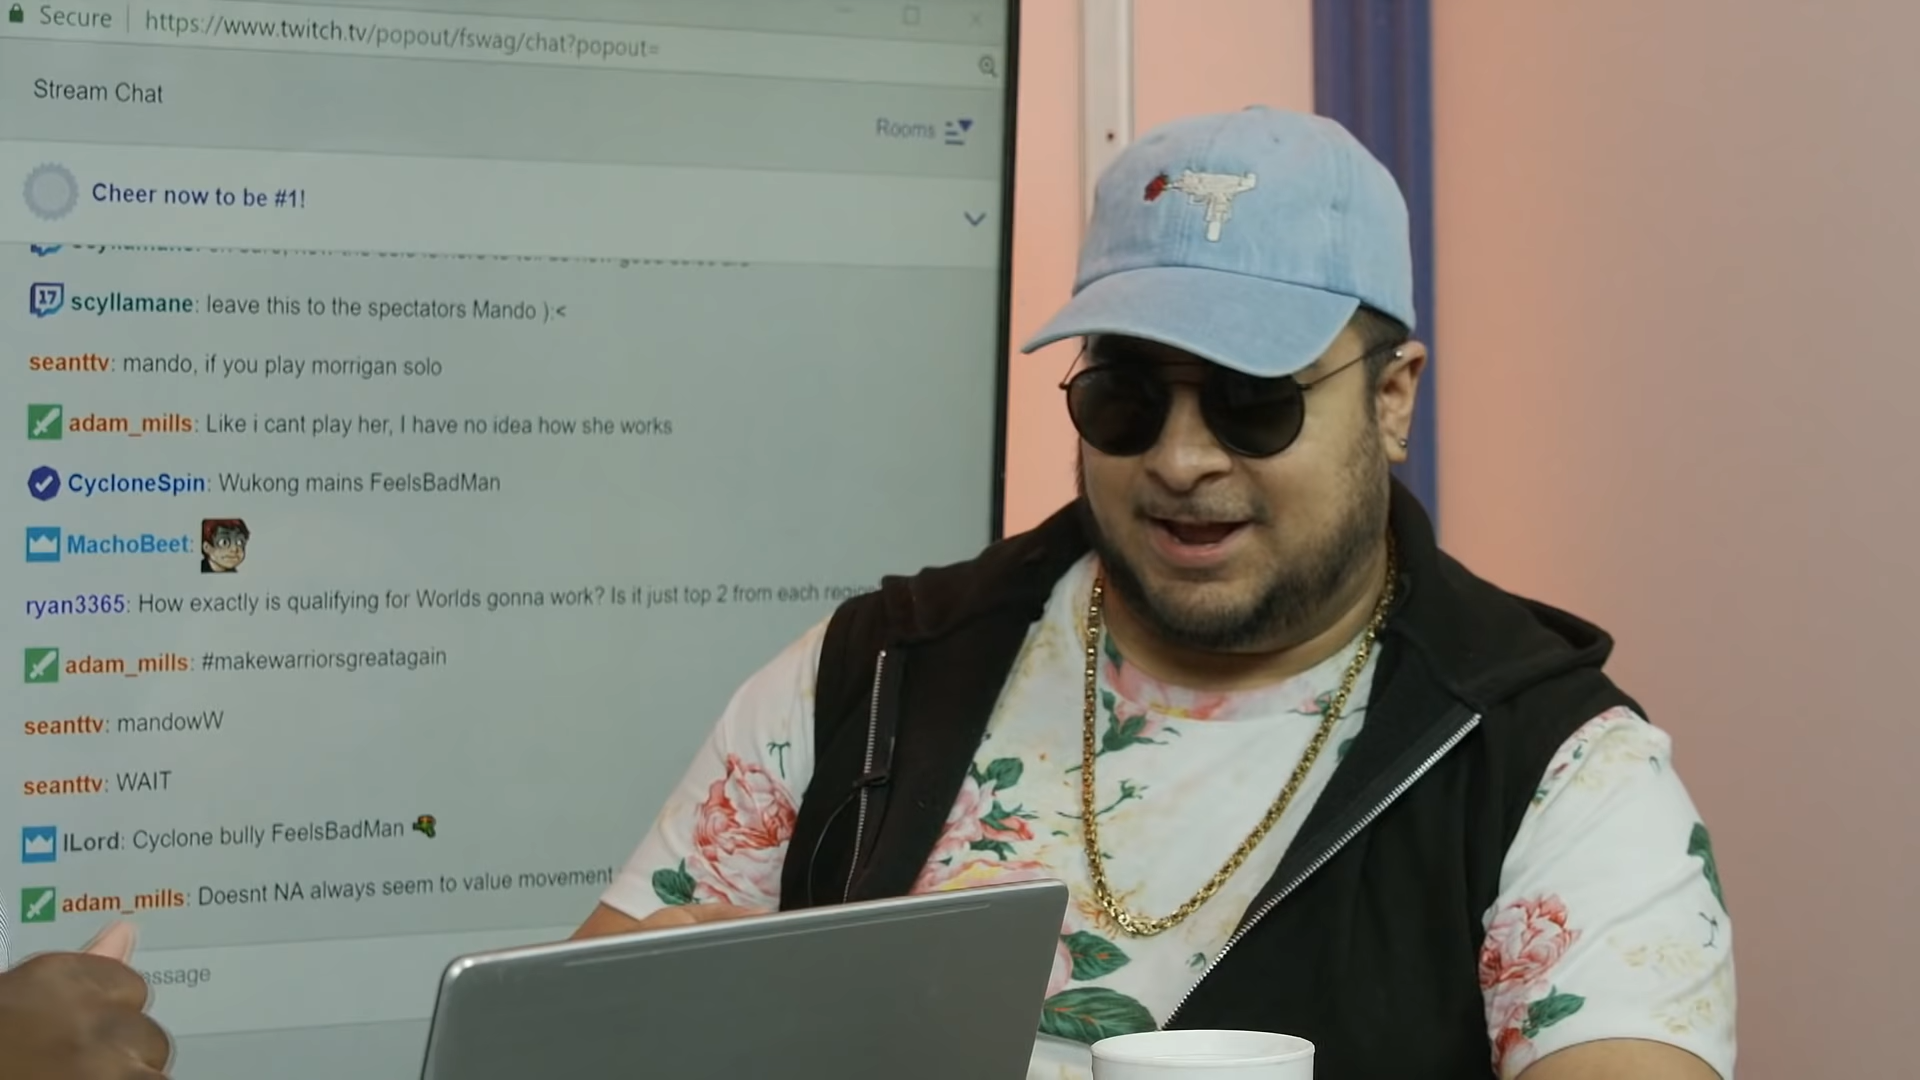 Secure | https://www.twitch.tv/popout/fswag/chat?popout=
Stream Chat
Rooms
Cheer now to be #1!
17 scyllamane: leave this to the spectators Mando ):<
seanttv: mando, if you play morrigan solo
adam_mills: Like i cant play her, I have no idea how she works
CycloneSpin: Wukong mains FeelsBadMan
MachoBeet:
ryan3365: How exactly is qualifying for Worlds gonna work? Is it just top 2 from each region
adam_mills: #makewarriorsgreatagain
seanttv: mandowW
seanttv: WAIT
ILord: Cyclone bully FeelsBadMan
adam_mills: Doesnt NA always seem to value movement